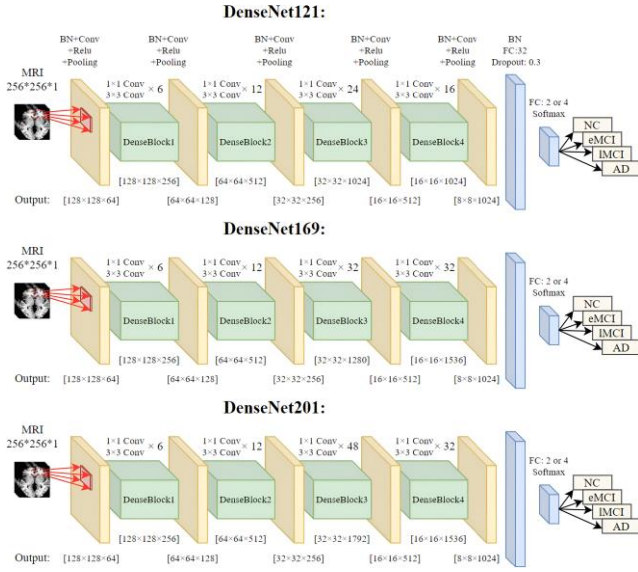 DenseNet121:
BN+Conv +Relu +Pooling
BN+Conv +Relu +Pooling
BN+Conv +Relu +Pooling
BN+Conv +Relu +Pooling
BN+Conv +Relu +Pooling
BN
FC:32
Dropout: 0.3
MRI
256*256*1
1×1 Conv
3×3 Conv × 6
1×1 Conv
3×3 Conv × 12
1×1 Conv
3×3 Conv × 24
1×1 Conv
3×3 Conv × 16
FC: 2 or 4
Softmax
DenseBlock1
DenseBlock2
DenseBlock3
DenseBlock4
NC
eMCI
lMCI
AD
[128×128×256]
[64×64×512]
[32×32×1024]
[16×16×1024]
Output:
[128×128×64]
[64×64×128]
[32×32×256]
[16×16×512]
[8×8×1024]
DenseNet169:
MRI
256*256*1
1×1 Conv
3×3 Conv × 6
1×1 Conv
3×3 Conv × 12
1×1 Conv
3×3 Conv × 32
1×1 Conv
3×3 Conv × 32
FC: 2 or 4
Softmax
DenseBlock1
DenseBlock2
DenseBlock3
DenseBlock4
NC
eMCI
lMCI
AD
[128×128×256]
[64×64×512]
[32×32×1280]
[16×16×1536]
Output:
[128×128×64]
[64×64×128]
[32×32×256]
[16×16×512]
[8×8×1024]
DenseNet201:
MRI
256*256*1
1×1 Conv
3×3 Conv × 6
1×1 Conv
3×3 Conv × 12
1×1 Conv
3×3 Conv × 48
1×1 Conv
3×3 Conv × 32
FC: 2 or 4
Softmax
DenseBlock1
DenseBlock2
DenseBlock3
DenseBlock4
NC
eMCI
lMCI
AD
[128×128×256]
[64×64×512]
[32×32×1792]
[16×16×1536]
Output:
[128×128×64]
[64×64×128]
[32×32×256]
[16×16×512]
[8×8×1024]